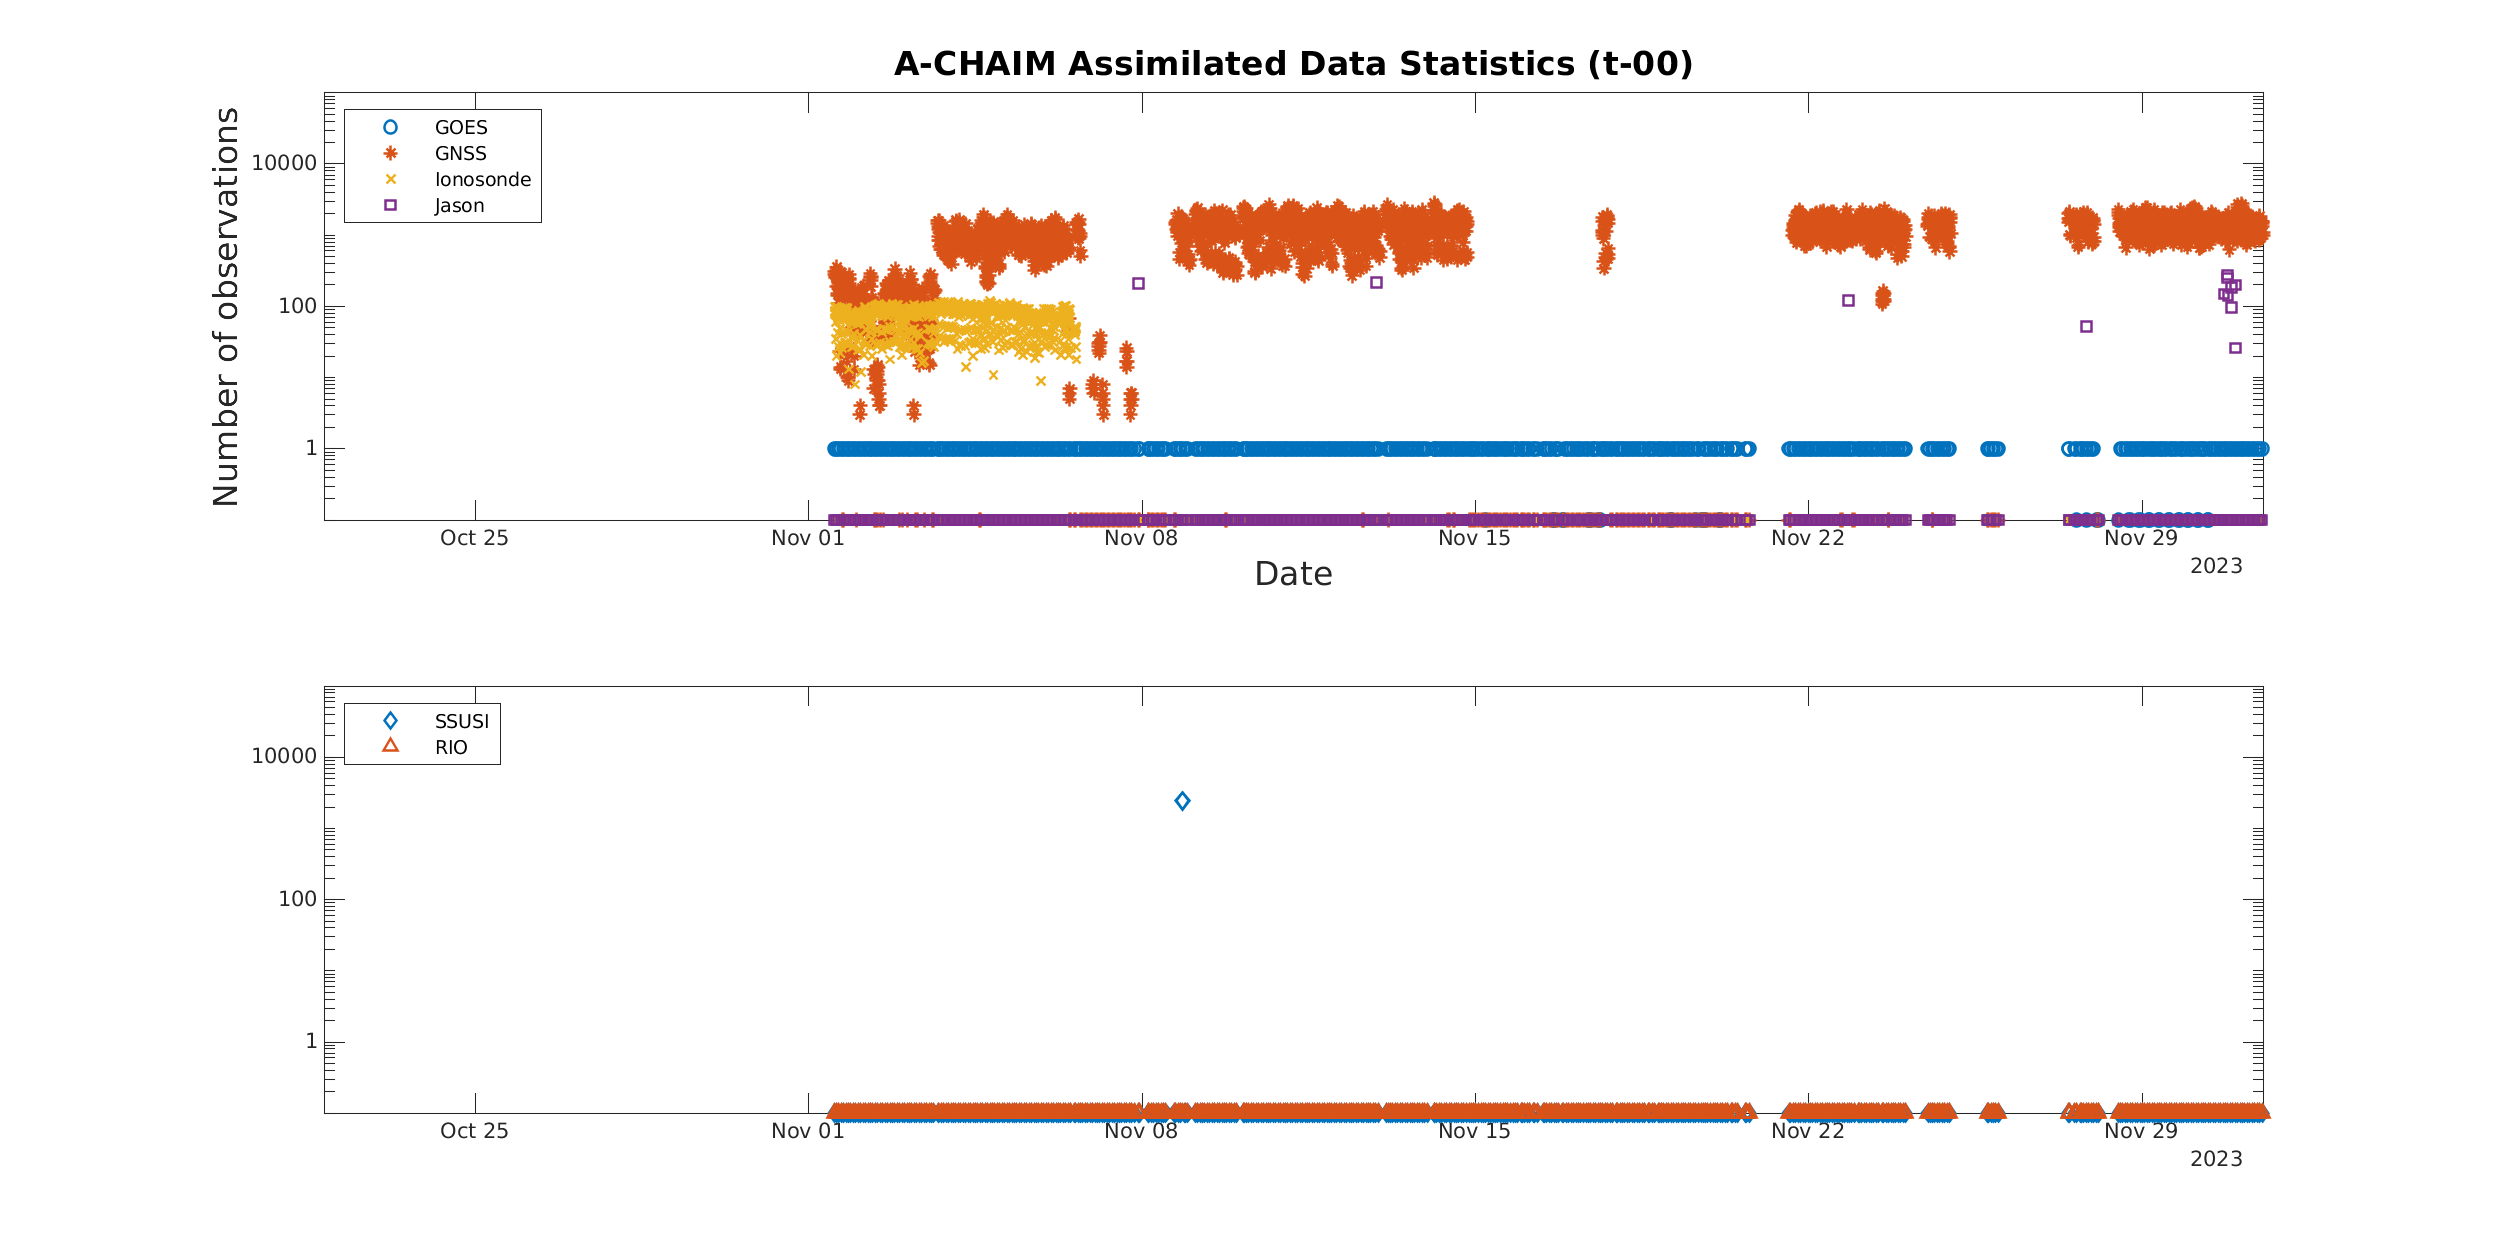 A-CHAIM Assimilated Data Statistics (t-00)
Number of observations
GOES
GNSS
Ionosonde
Jason
10000
100
1
Oct 25 Nov 01 Nov 08 Nov 15 Nov 22 Nov 29
2023
Date
SSUSI
RIO
10000
100
1
Oct 25 Nov 01 Nov 08 Nov 15 Nov 22 Nov 29
2023